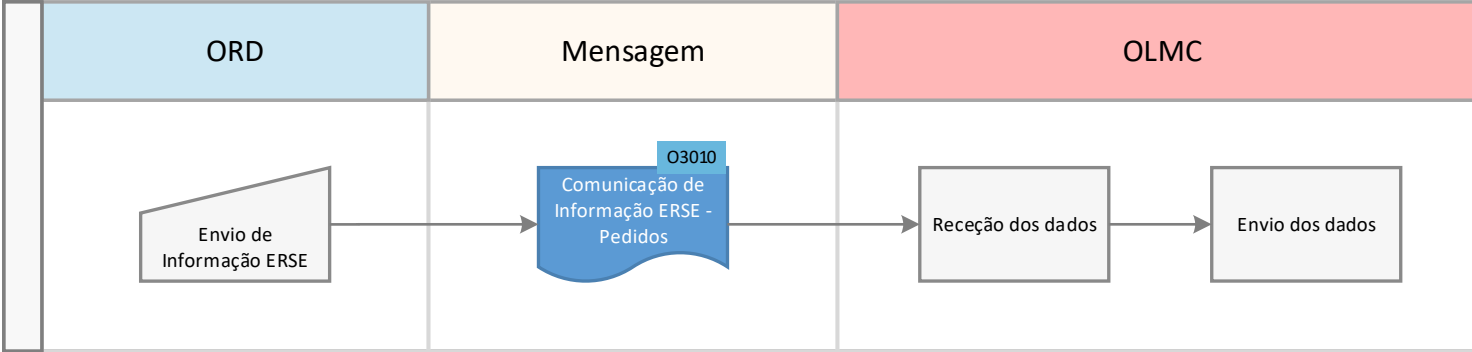 ORD
Mensagem
OLMC
O3010
Comunicação de
Informação ERSE -
Pedidos
Envio de
Informação ERSE
Receção dos dados
Envio dos dados